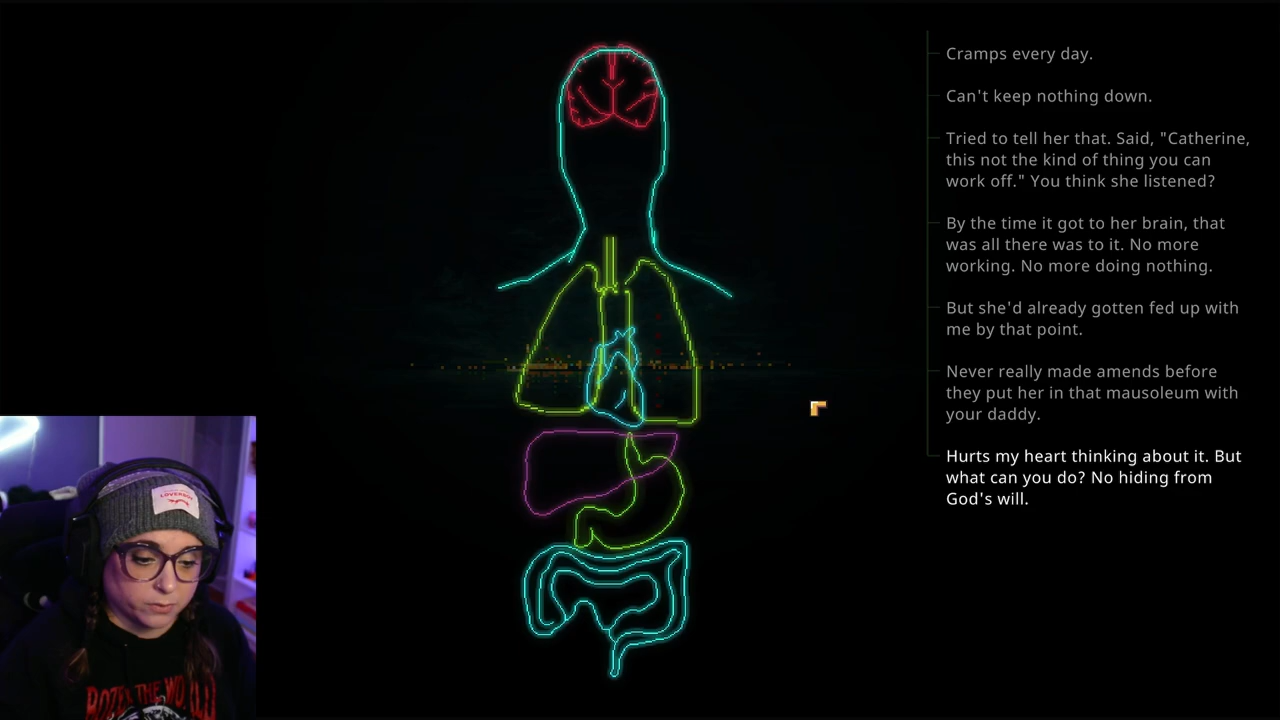 Cramps every day.
Can't keep nothing down.
Tried to tell her that. Said, "Catherine,
this not the kind of thing you can
work off." You think she listened?
By the time it got to her brain, that
was all there was to it. No more
working. No more doing nothing.
But she'd already gotten fed up with
me by that point.
Never really made amends before
they put her in that mausoleum with
your daddy.
Hurts my heart thinking about it. But
what can you do? No hiding from
God's will.
LOVERBOY
THE WORLD